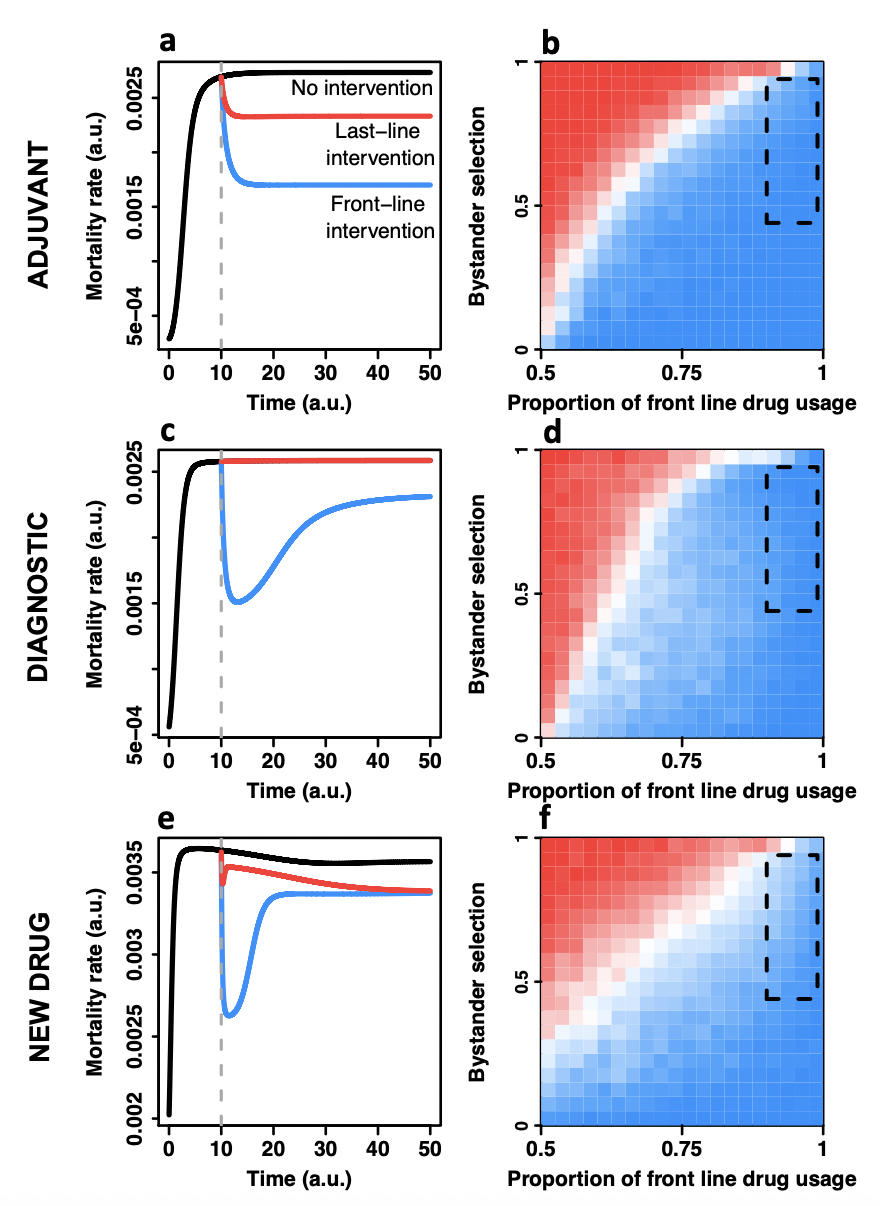 ADJUVANT
a
Mortality rate (a.u.)
0.0025
0.0015
5e−04
No intervention
Last−line
intervention
Front−line
intervention
0 10 20 30 40 50
Time (a.u.)
b
Bystander selection
1
0.5
0
0.5 0.75 1
Proportion of front line drug usage
DIAGNOSTIC
c
Mortality rate (a.u.)
0.0025
0.0015
5e−04
0 10 20 30 40 50
Time (a.u.)
d
Bystander selection
1
0.5
0
0.5 0.75 1
Proportion of front line drug usage
NEW DRUG
e
Mortality rate (a.u.)
0.0035
0.003
0.0025
0.002
0 10 20 30 40 50
Time (a.u.)
f
Bystander selection
1
0.5
0
0.5 0.75 1
Proportion of front line drug usage